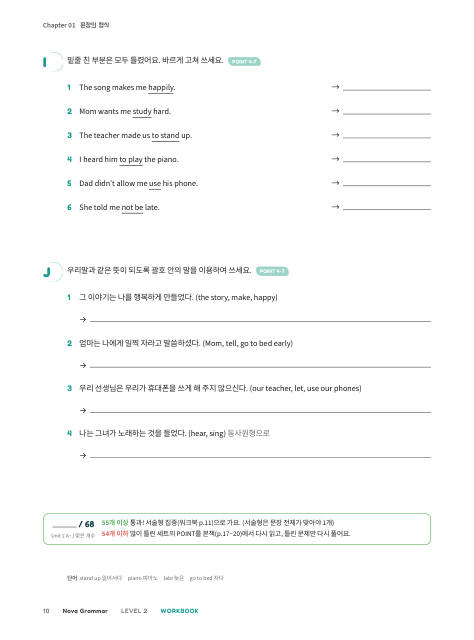 Chapter 01 문장의 형식
I 밑줄 친 부분은 모두 틀렸어요. 바르게 고쳐 쓰세요. POINT 4-7
1 The song makes me happily. →
2 Mom wants me study hard. →
3 The teacher made us to stand up. →
4 I heard him to play the piano. →
5 Dad didn't allow me use his phone. →
6 She told me not be late. →
J 우리말과 같은 뜻이 되도록 괄호 안의 말을 이용하여 쓰세요. POINT 4-7
1 그 이야기는 나를 행복하게 만들었다. (the story, make, happy)
→
2 엄마는 나에게 일찍 자라고 말씀하셨다. (Mom, tell, go to bed early)
→
3 우리 선생님은 우리가 휴대폰을 쓰게 해 주지 않으신다. (our teacher, let, use our phones)
→
4 나는 그녀가 노래하는 것을 들었다. (hear, sing) 동사원형으로
→
/ 68 55개 이상 통과! 서술형 집중(워크북 p.11)으로 가요. (서술형은 문장 전체가 맞아야 1개)
Unit 1 A-J 맞은 개수 54개 이하 많이 틀린 세트의 POINT를 본책(p.17~20)에서 다시 읽고, 틀린 문제만 다시 풀어요.
단어 stand up 일어서다 piano 피아노 late 늦은 go to bed 자다
10 Nova Grammar LEVEL 2 WORKBOOK